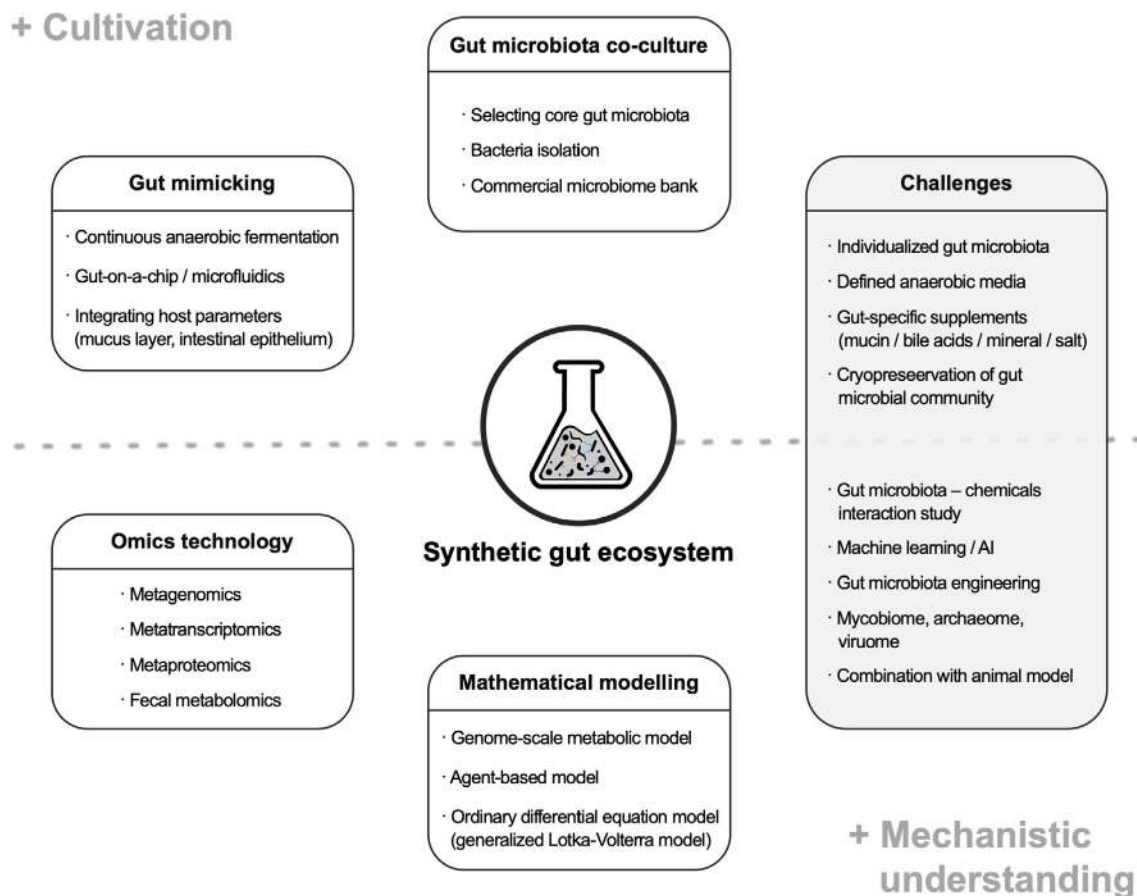 + Cultivation
Gut microbiota co-culture
· Selecting core gut microbiota
· Bacteria isolation
· Commercial microbiome bank
Gut mimicking
· Continuous anaerobic fermentation
· Gut-on-a-chip / microfluidics
· Integrating host parameters
(mucus layer, intestinal epithelium)
Challenges
· Individualized gut microbiota
· Defined anaerobic media
· Gut-specific supplements
(mucin / bile acids / mineral / salt)
· Cryopreseervation of gut
microbial community
· Gut microbiota – chemicals
interaction study
· Machine learning / AI
· Gut microbiota engineering
· Mycobiome, archaeome,
viruome
· Combination with animal model
Synthetic gut ecosystem
Omics technology
· Metagenomics
· Metatranscriptomics
· Metaproteomics
· Fecal metabolomics
Mathematical modelling
· Genome-scale metabolic model
· Agent-based model
· Ordinary differential equation model
(generalized Lotka-Volterra model)
+ Mechanistic
understanding